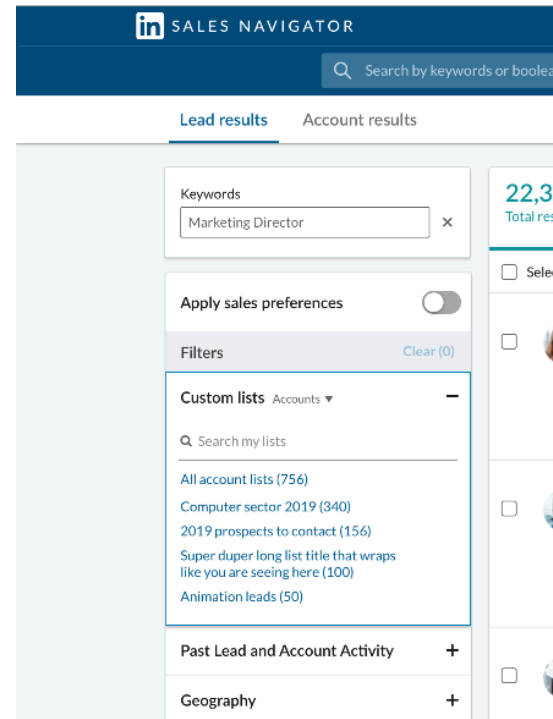 in SALES NAVIGATOR
Search by keywords or boolea
Lead results Account results
Keywords
Marketing Director
22,3
Total res
Sele
Apply sales preferences
Filters Clear (0)
Custom lists Accounts
Search my lists
All account lists (756)
Computer sector 2019 (340)
2019 prospects to contact (156)
Super duper long list title that wraps
like you are seeing here (100)
Animation leads (50)
Past Lead and Account Activity
Geography